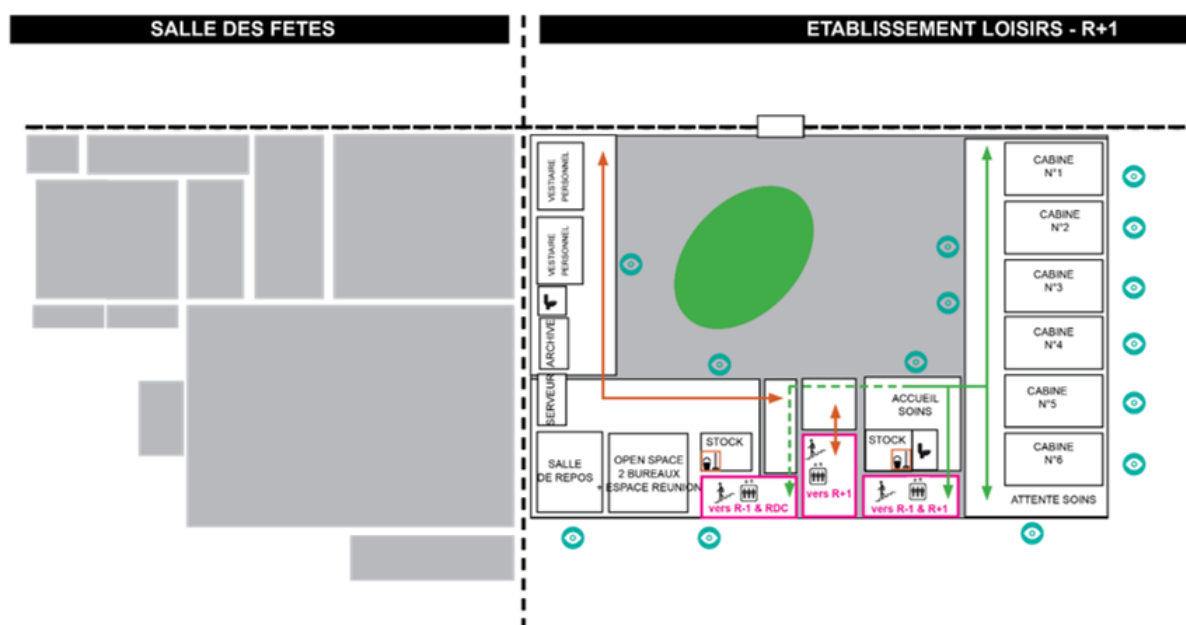 SALLE DES FETES
ETABLISSEMENT LOISIRS - R+1
VESTIAIRE
PERSONNEL
VESTIAIRE
PERSONNEL
ARCHIVE
SERVEUR
SALLE
DE REPOS
OPEN SPACE
2 BUREAUX
+ ESPACE REUNION
STOCK
vers R-1 & RDC
vers R+1
ACCUEIL
SOINS
STOCK
vers R-1 & R+1
CABINE
N°1
CABINE
N°2
CABINE
N°3
CABINE
N°4
CABINE
N°5
CABINE
N°6
ATTENTE SOINS